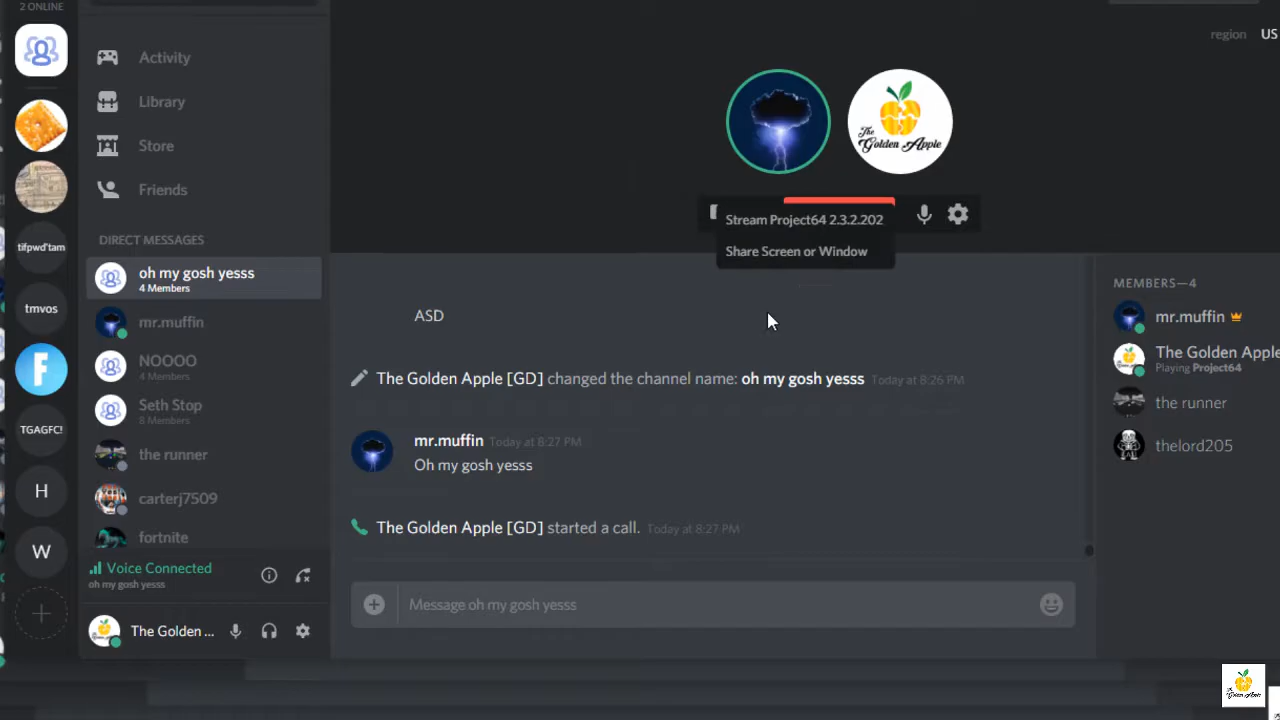 2 ONLINE
tifpwd'tam
tmvos
F
TGAGFC!
H
W
Activity
Library
Store
Friends
DIRECT MESSAGES
oh my gosh yesss
4 Members
mr.muffin
NOOOO
4 Members
Seth Stop
8 Members
the runner
carterj7509
fortnite
Voice Connected
oh my gosh yesss
The Golden ...
region US
The
Golden Apple
Stream Project64 2.3.2.202
Share Screen or Window
ASD
The Golden Apple [GD] changed the channel name: oh my gosh yesss Today at 8:26 PM
mr.muffin Today at 8:27 PM
Oh my gosh yesss
The Golden Apple [GD] started a call. Today at 8:27 PM
Message oh my gosh yesss
MEMBERS—4
mr.muffin
The Golden Apple
Playing Project64
the runner
thelord205